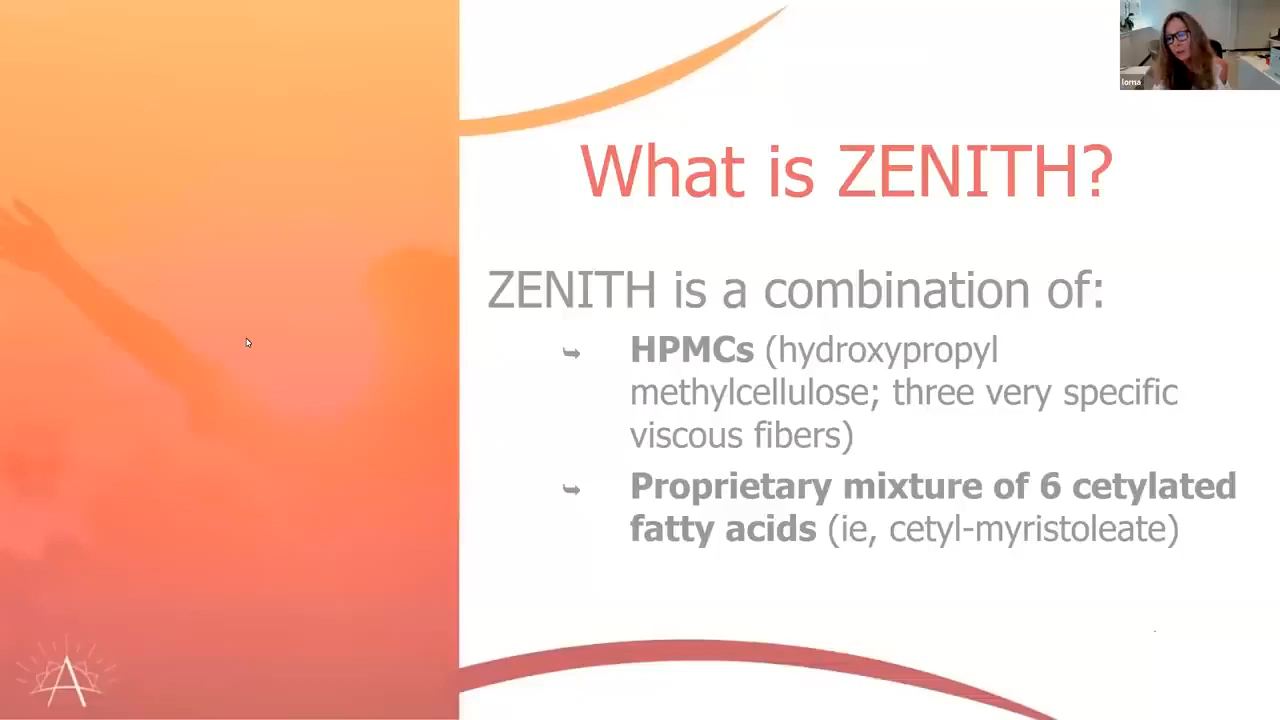 What is ZENITH?
ZENITH is a combination of:
HPMCs (hydroxypropyl
methylcellulose; three very specific
viscous fibers)
Proprietary mixture of 6 cetylated
fatty acids (ie, cetyl-myristoleate)
lorna